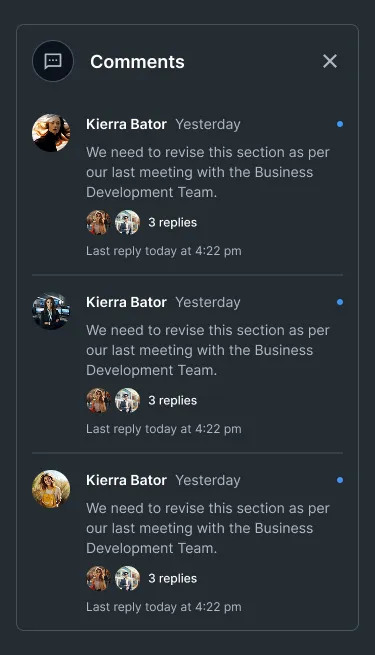 Comments
Kierra Bator Yesterday
We need to revise this section as per
our last meeting with the Business
Development Team.
3 replies
Last reply today at 4:22 pm
Kierra Bator Yesterday
We need to revise this section as per
our last meeting with the Business
Development Team.
3 replies
Last reply today at 4:22 pm
Kierra Bator Yesterday
We need to revise this section as per
our last meeting with the Business
Development Team.
3 replies
Last reply today at 4:22 pm